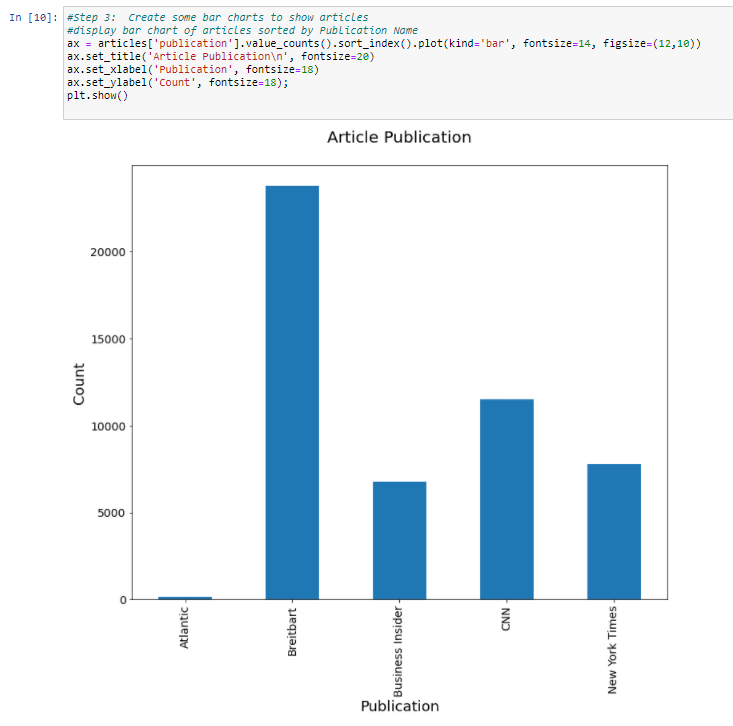 In [10]: #Step 3:  Create some bar charts to show articles
#display bar chart of articles sorted by Publication Name
ax = articles['publication'].value_counts().sort_index().plot(kind='bar', fontsize=14, figsize=(12,10))
ax.set_title('Article Publication\n', fontsize=20)
ax.set_xlabel('Publication', fontsize=18)
ax.set_ylabel('Count', fontsize=18);
plt.show()
Article Publication
20000
15000
10000
5000
0
Count
Atlantic
Breitbart
Business Insider
CNN
New York Times
Publication